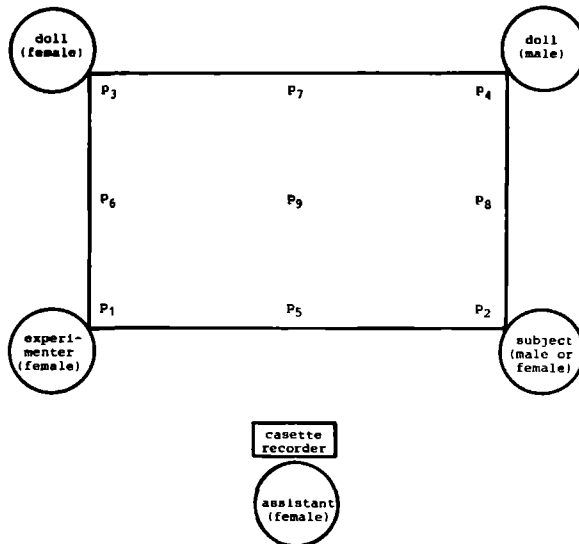 doll
(female)
doll
(male)
P3
P7
P4
P6
P9
P8
P1
P5
P2
experi-
menter
(female)
subject
(male or
female)
casette
recorder
assistant
(female)